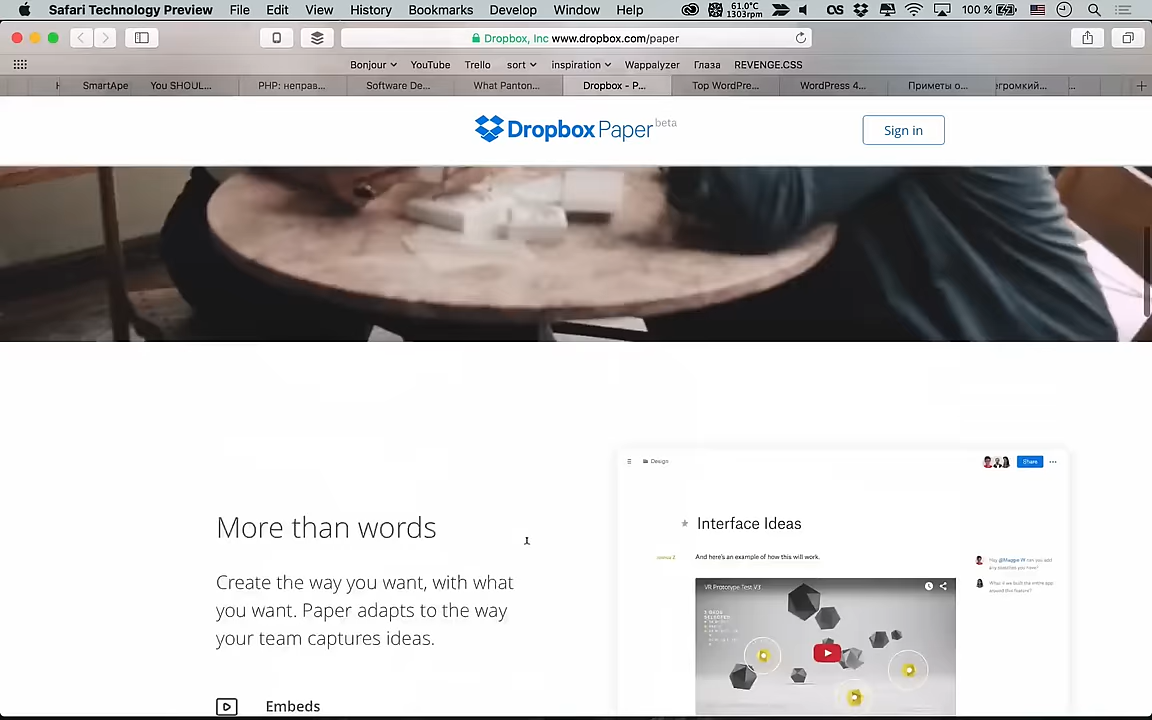 Safari Technology Preview File Edit View History Bookmarks Develop Window Help 61.0°C 1303rpm 100 %
Dropbox, Inc www.dropbox.com/paper
Bonjour YouTube Trello sort inspiration Wappalyzer Глаза REVENGE.CSS
SmartApe You SHOUL... PHP: неправ... Software De... What Panton... Dropbox - P... Top WordPre... WordPress 4... Приметы о... егромкий... ...
Dropbox Paper beta
Sign in
Design
Share
More than words
Interface Ideas
And here's an example of how this will work.
Create the way you want, with what
you want. Paper adapts to the way
your team captures ideas.
VR Prototype Test V3
Embeds